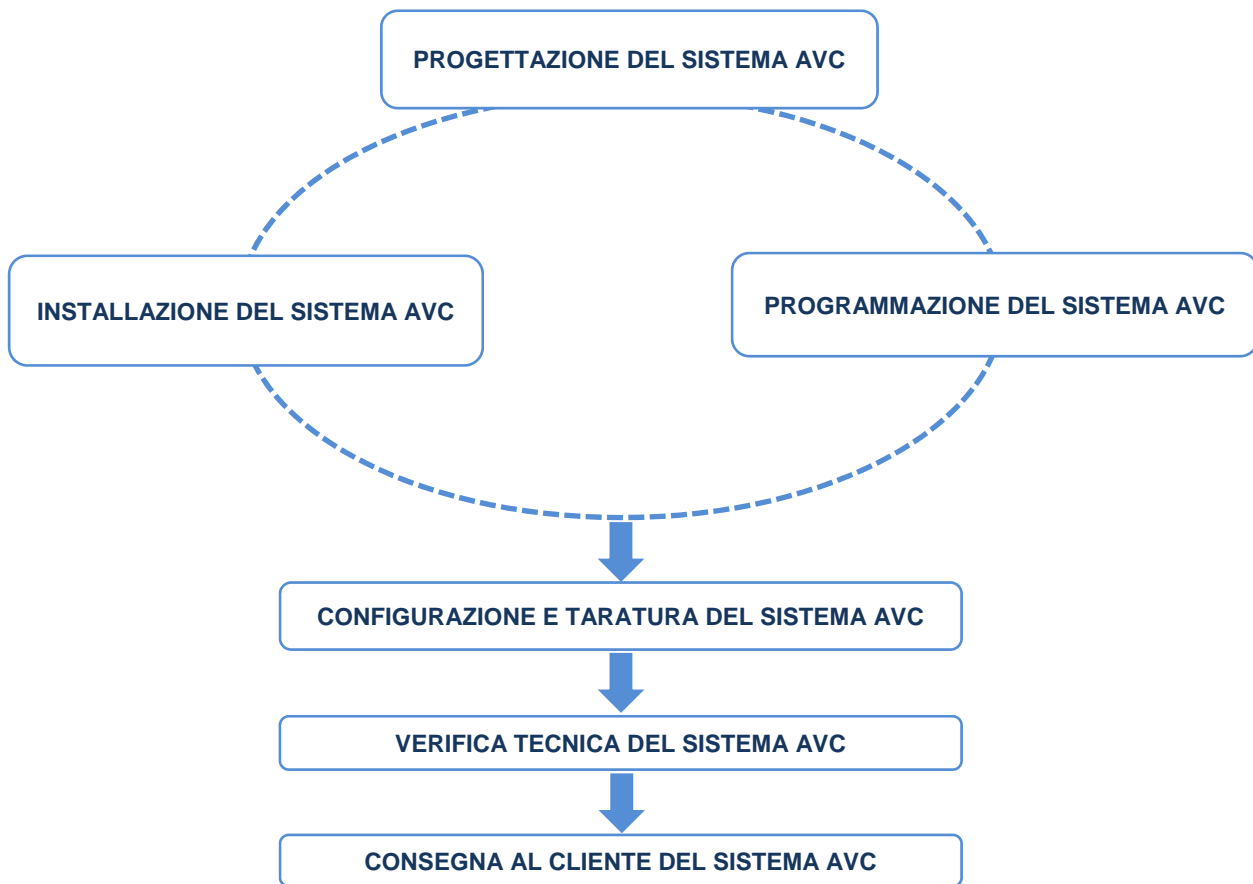 PROGETTAZIONE DEL SISTEMA AVC
INSTALLAZIONE DEL SISTEMA AVC
PROGRAMMAZIONE DEL SISTEMA AVC
CONFIGURAZIONE E TARATURA DEL SISTEMA AVC
VERIFICA TECNICA DEL SISTEMA AVC
CONSEGNA AL CLIENTE DEL SISTEMA AVC